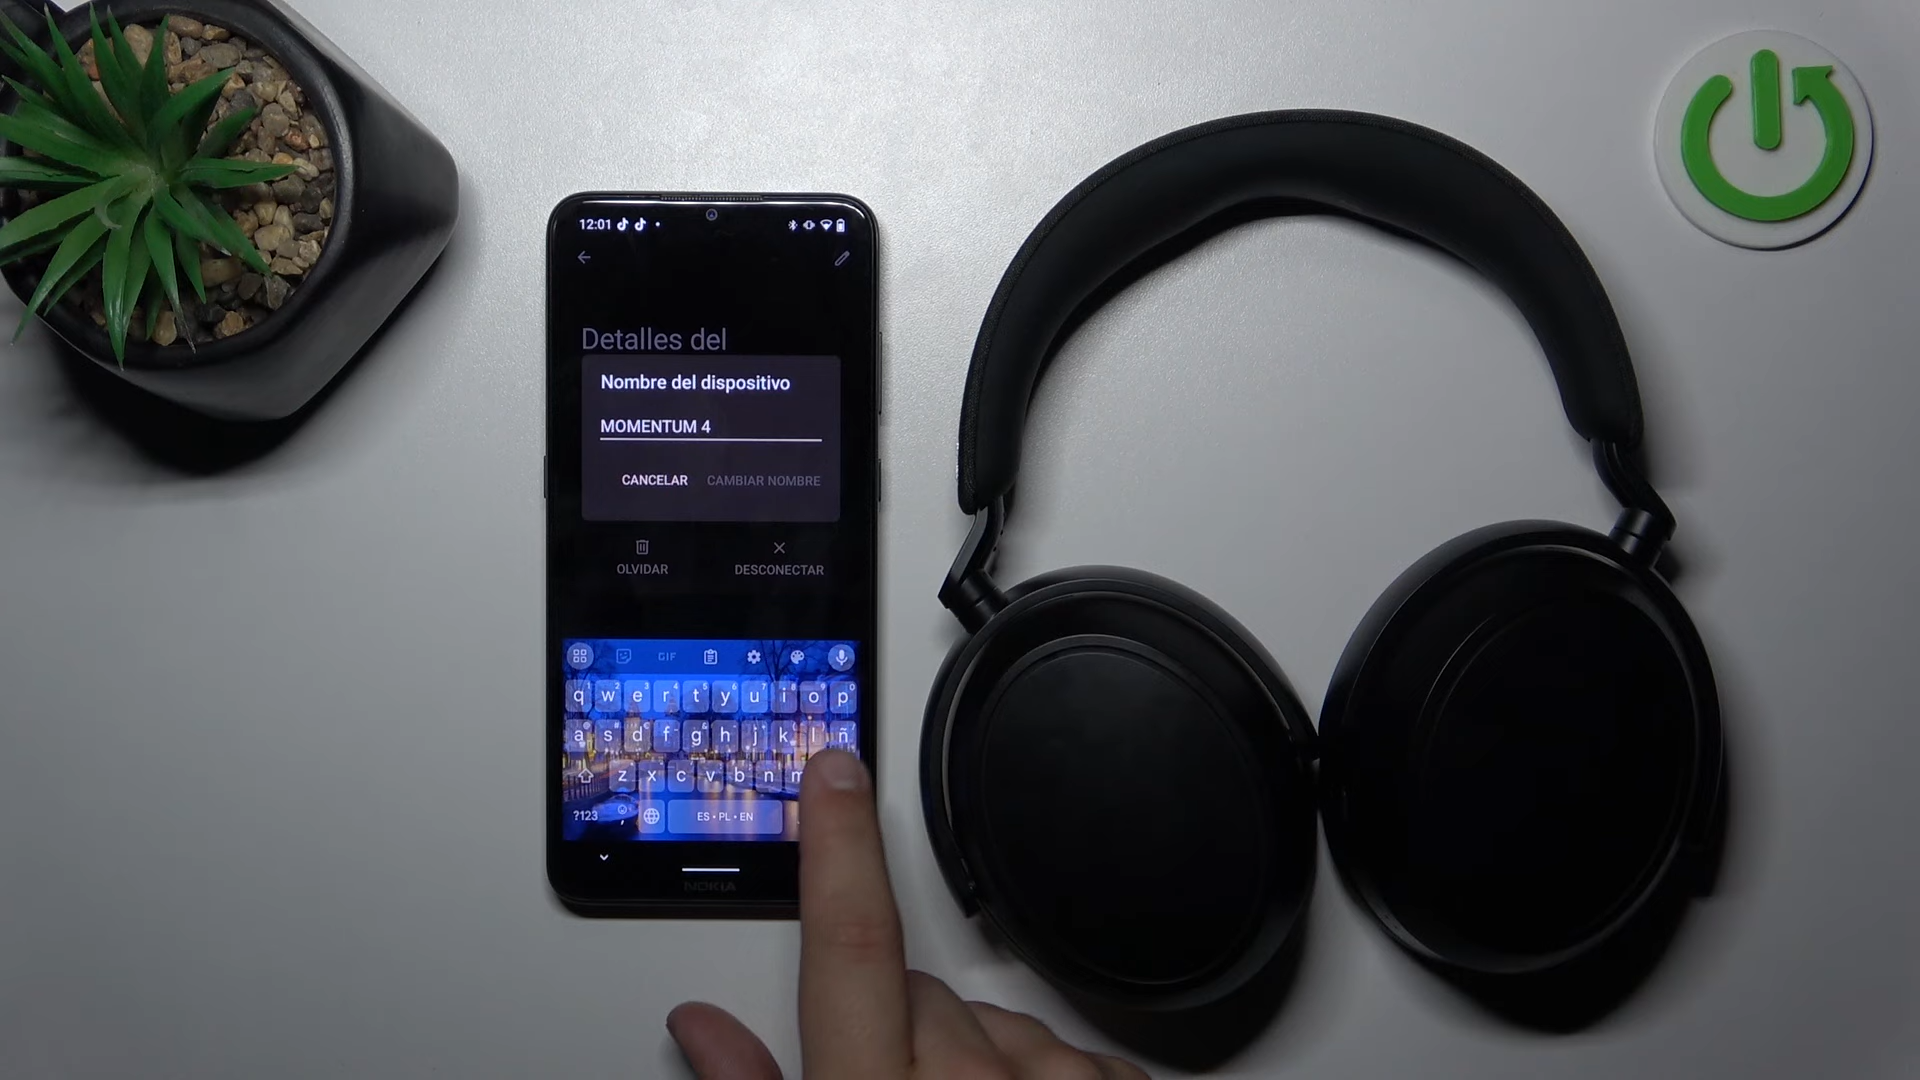 12:01
Detalles del
Nombre del dispositivo
MOMENTUM 4
CANCELAR CAMBIAR NOMBRE
OLVIDAR DESCONECTAR
GIF
q w e r t y u i o p
a s d f g h j k l ñ
z x c v b n m
?123 , ES • PL • EN
NOKIA